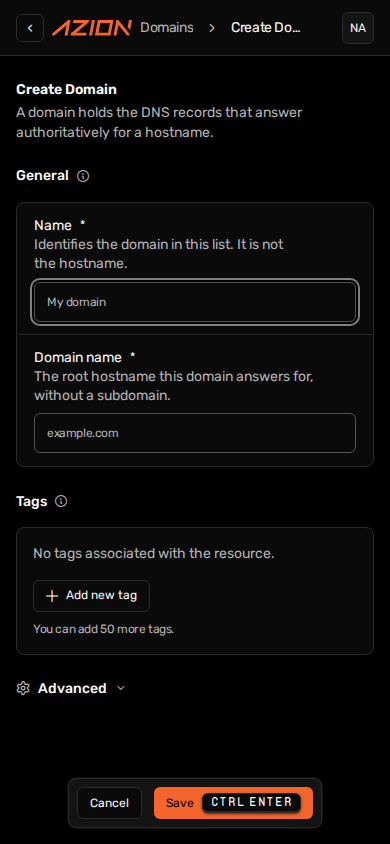 AZION Domains > Create Do... NA
Create Domain
A domain holds the DNS records that answer
authoritatively for a hostname.
General
Name *
Identifies the domain in this list. It is not
the hostname.
My domain
Domain name *
The root hostname this domain answers for,
without a subdomain.
example.com
Tags
No tags associated with the resource.
+ Add new tag
You can add 50 more tags.
Advanced
Cancel Save CTRL ENTER